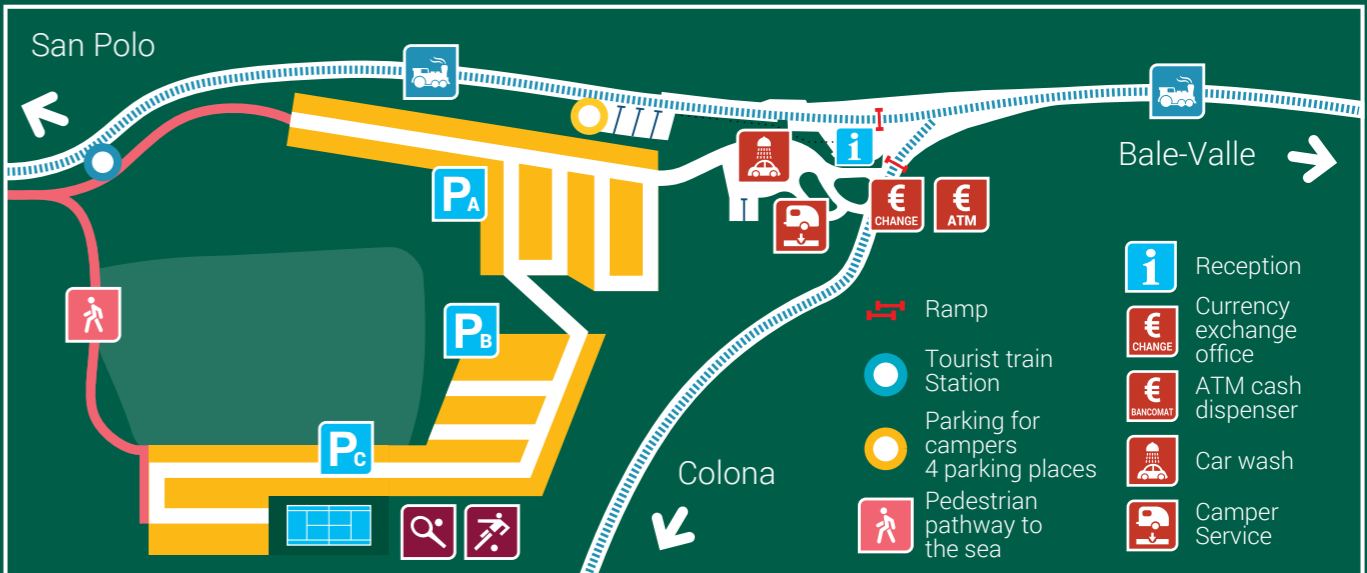 San Polo
Bale-Valle
i
PA
€
CHANGE
€
ATM
PB
PC
Colona
Ramp
Tourist train
Station
Parking for
campers
4 parking places
Pedestrian
pathway to
the sea
i
Reception
€
CHANGE
Currency
exchange
office
€
BANCOMAT
ATM cash
dispenser
Car wash
Camper
Service